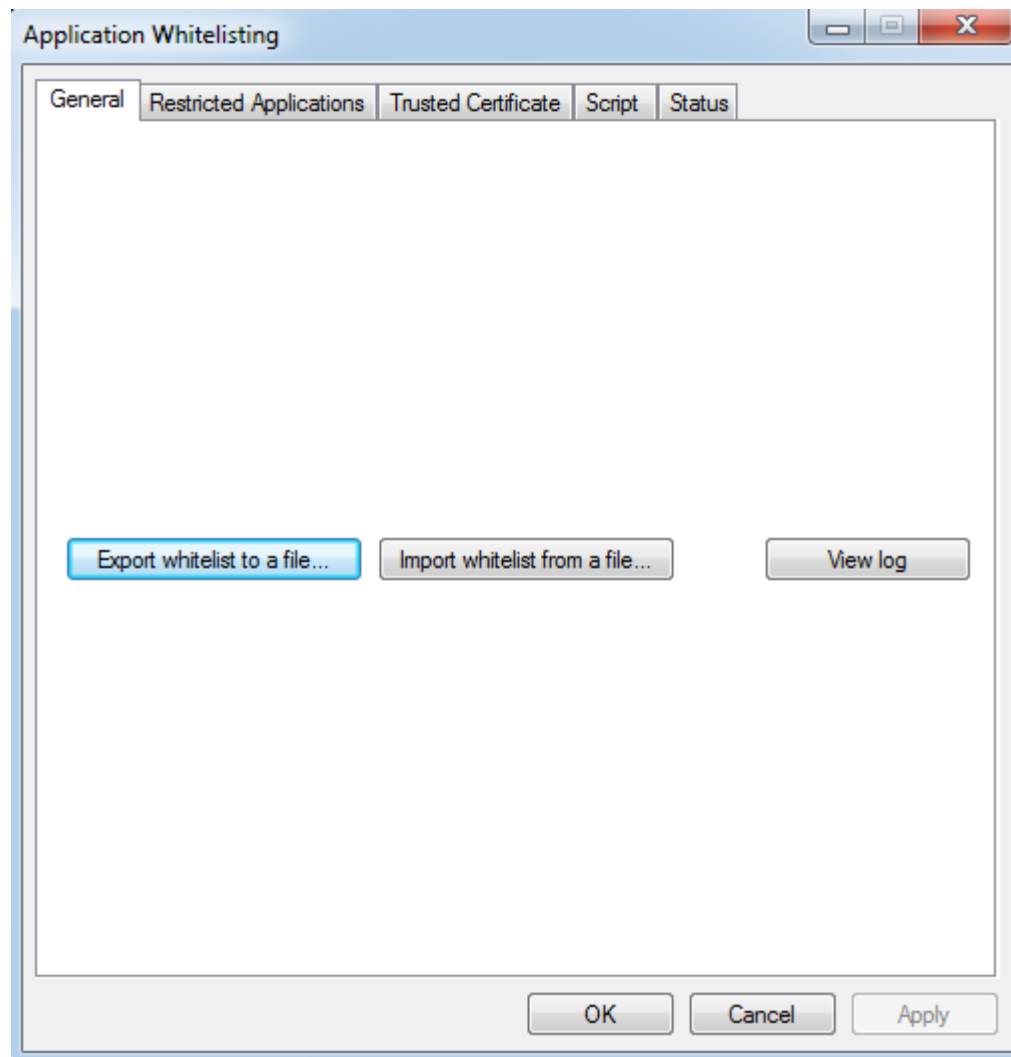 Application Whitelisting
General Restricted Applications Trusted Certificate Script Status
Export whitelist to a file... Import whitelist from a file... View log
OK Cancel Apply